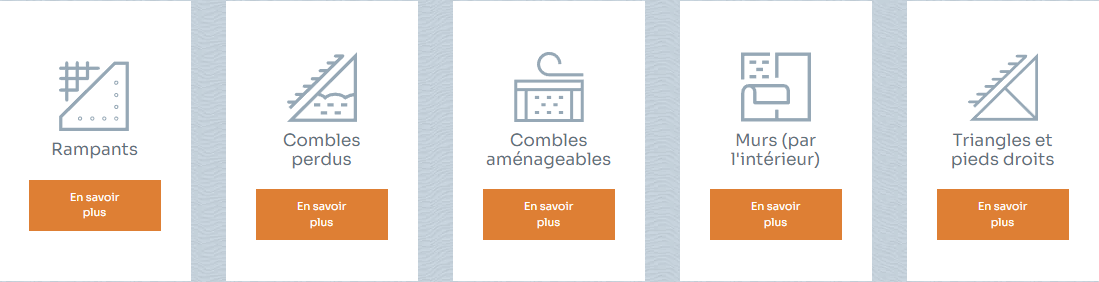 Rampants
En savoir
plus
Combles
perdus
En savoir
plus
Combles
aménageables
En savoir
plus
Murs (par
l'intérieur)
En savoir
plus
Triangles et
pieds droits
En savoir
plus